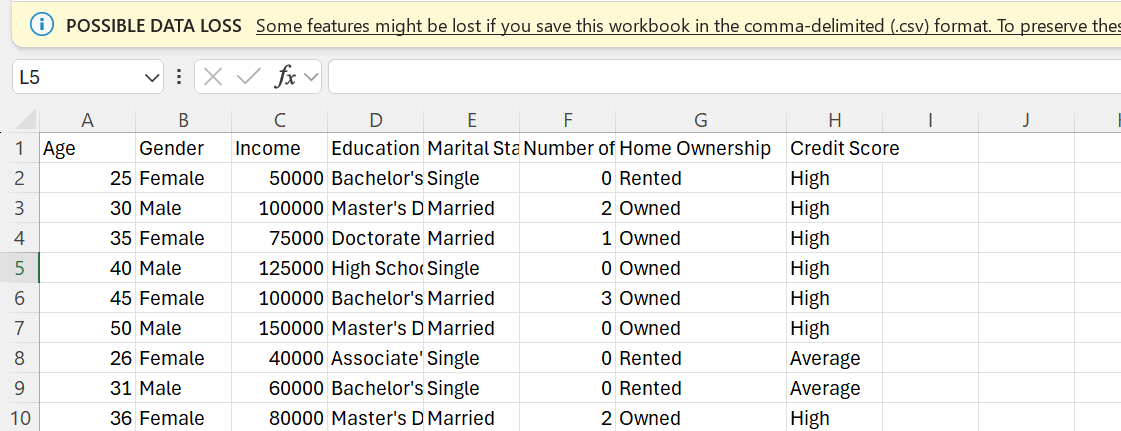 POSSIBLE DATA LOSS Some features might be lost if you save this workbook in the comma-delimited (.csv) format. To preserve
L5 fx
A B C D E F G H I J
1 Age Gender Income Education Marital Sta Number of Home Ownership Credit Score
2 25 Female 50000 Bachelor's Single 0 Rented High
3 30 Male 100000 Master's D Married 2 Owned High
4 35 Female 75000 Doctorate Married 1 Owned High
5 40 Male 125000 High Scho Single 0 Owned High
6 45 Female 100000 Bachelor's Married 3 Owned High
7 50 Male 150000 Master's D Married 0 Owned High
8 26 Female 40000 Associate' Single 0 Rented Average
9 31 Male 60000 Bachelor's Single 0 Rented Average
10 36 Female 80000 Master's D Married 2 Owned High